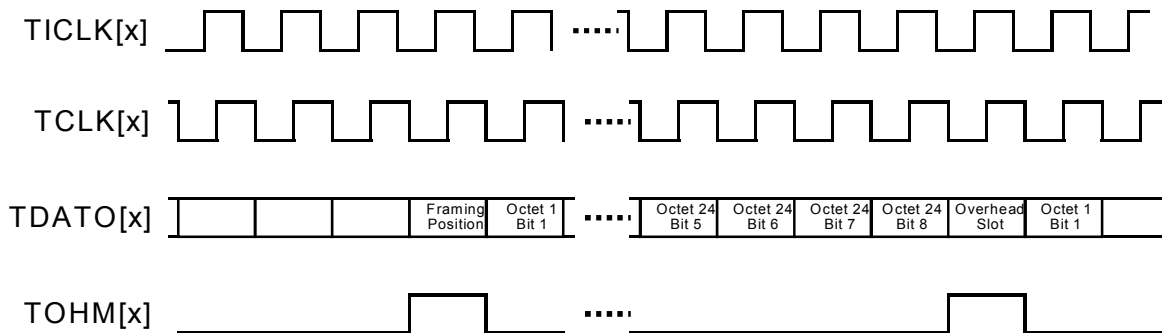 TICLK[x]
TCLK[x]
TDATO[x]
Framing
Position
Octet 1
Bit 1
Octet 24
Bit 5
Octet 24
Bit 6
Octet 24
Bit 7
Octet 24
Bit 8
Overhead
Slot
Octet 1
Bit 1
TOHM[x]